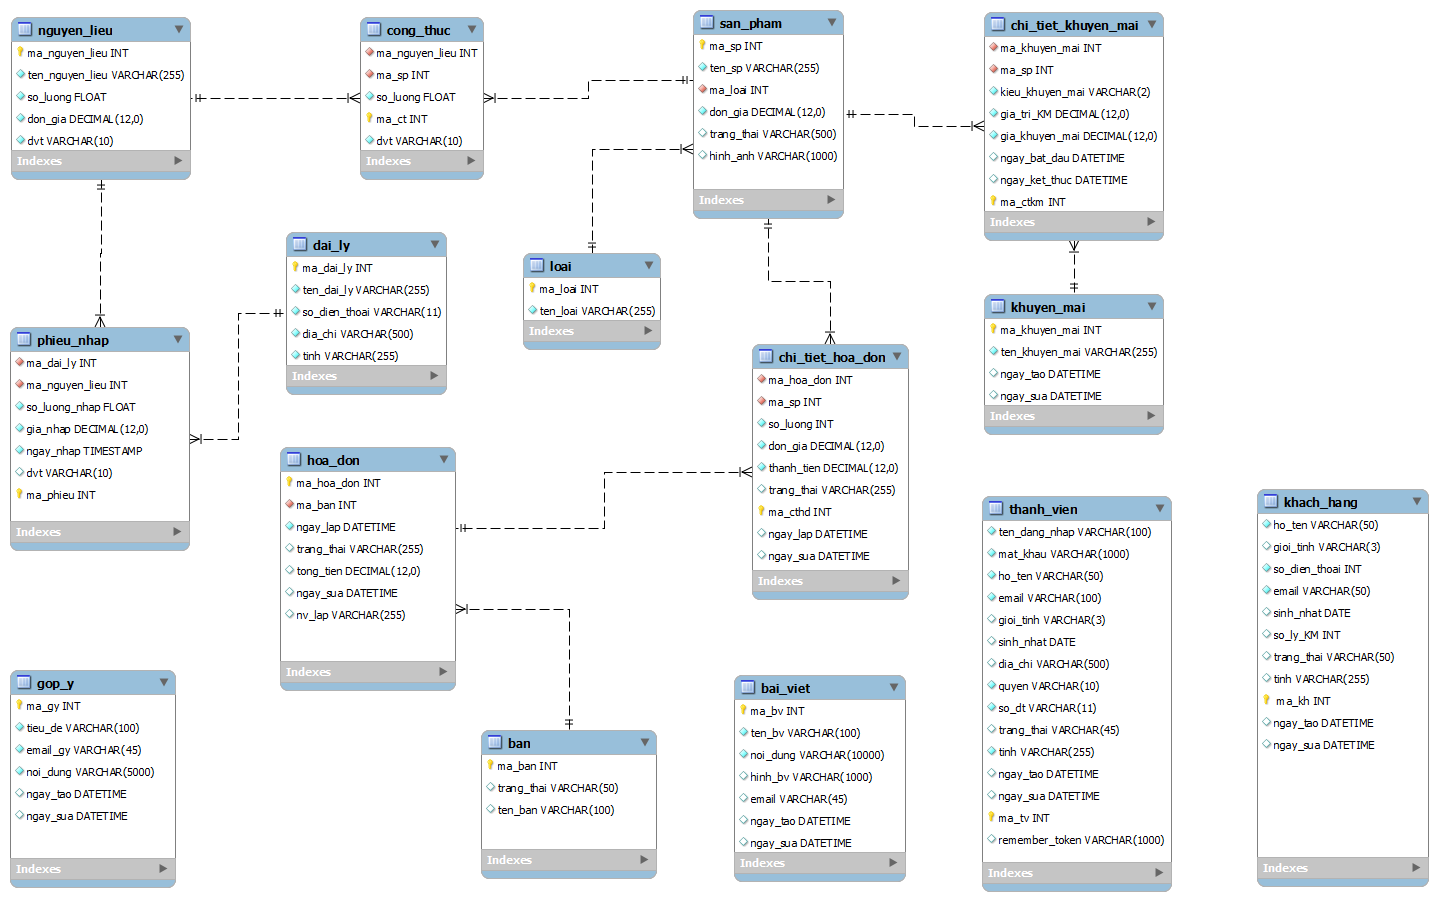 nguyen_lieu
ma_nguyen_lieu INT
ten_nguyen_lieu VARCHAR(255)
so_luong FLOAT
don_gia DECIMAL(12,0)
dvt VARCHAR(10)
Indexes
cong_thuc
ma_nguyen_lieu INT
ma_sp INT
so_luong FLOAT
ma_ct INT
dvt VARCHAR(10)
Indexes
san_pham
ma_sp INT
ten_sp VARCHAR(255)
ma_loai INT
don_gia DECIMAL(12,0)
trang_thai VARCHAR(500)
hinh_anh VARCHAR(1000)
Indexes
chi_tiet_khuyen_mai
ma_khuyen_mai INT
ma_sp INT
kieu_khuyen_mai VARCHAR(2)
gia_tri_KM DECIMAL(12,0)
gia_khuyen_mai DECIMAL(12,0)
ngay_bat_dau DATETIME
ngay_ket_thuc DATETIME
ma_ctkm INT
Indexes
dai_ly
ma_dai_ly INT
ten_dai_ly VARCHAR(255)
so_dien_thoai VARCHAR(11)
dia_chi VARCHAR(500)
tinh VARCHAR(255)
Indexes
loai
ma_loai INT
ten_loai VARCHAR(255)
Indexes
khuyen_mai
ma_khuyen_mai INT
ten_khuyen_mai VARCHAR(255)
ngay_tao DATETIME
ngay_sua DATETIME
Indexes
phieu_nhap
ma_dai_ly INT
ma_nguyen_lieu INT
so_luong_nhap FLOAT
gia_nhap DECIMAL(12,0)
ngay_nhap TIMESTAMP
dvt VARCHAR(10)
ma_phieu INT
Indexes
chi_tiet_hoa_don
ma_hoa_don INT
ma_sp INT
so_luong INT
don_gia DECIMAL(12,0)
thanh_tien DECIMAL(12,0)
trang_thai VARCHAR(255)
ma_cthd INT
ngay_lap DATETIME
ngay_sua DATETIME
Indexes
hoa_don
ma_hoa_don INT
ma_ban INT
ngay_lap DATETIME
trang_thai VARCHAR(255)
tong_tien DECIMAL(12,0)
ngay_sua DATETIME
nv_lap VARCHAR(255)
Indexes
thanh_vien
ten_dang_nhap VARCHAR(100)
mat_khau VARCHAR(1000)
ho_ten VARCHAR(50)
email VARCHAR(100)
gioi_tinh VARCHAR(3)
sinh_nhat DATE
dia_chi VARCHAR(500)
quyen VARCHAR(10)
so_dt VARCHAR(11)
trang_thai VARCHAR(45)
tinh VARCHAR(255)
ngay_tao DATETIME
ngay_sua DATETIME
ma_tv INT
remember_token VARCHAR(1000)
Indexes
khach_hang
ho_ten VARCHAR(50)
gioi_tinh VARCHAR(3)
so_dien_thoai INT
email VARCHAR(50)
sinh_nhat DATE
so_ly_KM INT
trang_thai VARCHAR(50)
tinh VARCHAR(255)
ma_kh INT
ngay_tao DATETIME
ngay_sua DATETIME
Indexes
gop_y
ma_gy INT
tieu_de VARCHAR(100)
email_gy VARCHAR(45)
noi_dung VARCHAR(5000)
ngay_tao DATETIME
ngay_sua DATETIME
Indexes
ban
ma_ban INT
trang_thai VARCHAR(50)
ten_ban VARCHAR(100)
Indexes
bai_viet
ma_bv INT
ten_bv VARCHAR(100)
noi_dung VARCHAR(10000)
hinh_bv VARCHAR(1000)
email VARCHAR(45)
ngay_tao DATETIME
ngay_sua DATETIME
Indexes